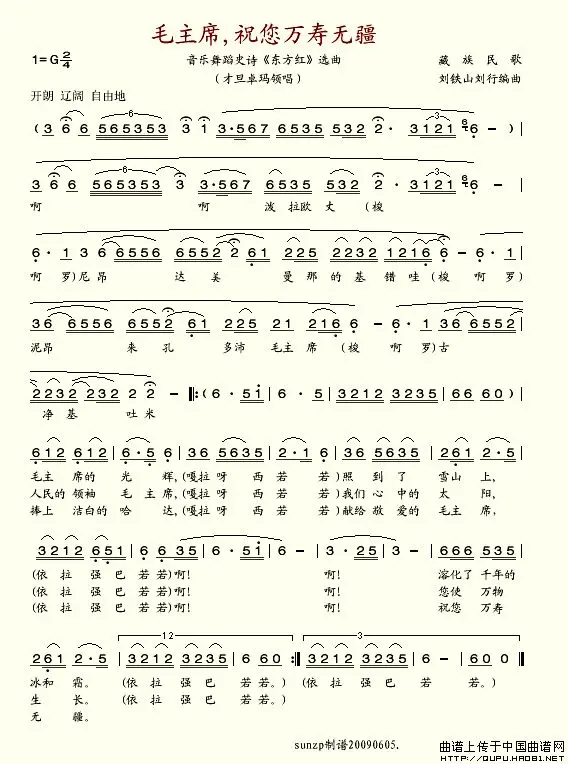 毛主席,祝您万寿无疆
1=G 2/4
音乐舞蹈史诗《东方红》选曲
藏族民歌
(才旦卓玛领唱)
刘铁山刘行编曲
开朗 辽阔 自由地
(3 6 6 565353 3 1 3·567 6535 532 2· 3121 6 -)
3 6 6 565353 3 3·567 6535 532 2· 3121 6 -
啊 啊 泼拉欧丈(梭
6· 1 3 6 6556 6552 2 61 225 2232 1216 6 - 6· 1
啊罗)尼昂 达美 曼那的基错哇(梭啊罗)
36 6556 6552 61 225 21 216 6 - 6· 1 36 6552
泥昂 来孔 多沛毛主席(梭啊罗)古
2232 232 2 2 - ‖:(6· 51 | 6· 5 | 3212 3235 | 66 60)|
净基 吐米
612 612 | 6·5 6 | 36 5635 | 2·1 6 | 36 5635 | 212 612 |
毛主席的光辉,(嘎拉呀西若若)照到了雪山上,
人民的领袖毛主席,(嘎拉呀西若若)我们心中的太阳,
捧上洁白的哈达,(嘎拉呀西若若)献给敬爱的毛主席,
3212 651 | 6 6 35 | 6· 51 | 3· 25 | 666 535 |
(依拉强巴若若)啊! 啊! 溶化了千年的
(依拉强巴若若)啊! 啊! 您使万物
(依拉强巴若若)啊! 啊! 祝您万寿
12 12
261 2·5 | 3212 3235 | 6 60 :‖ 3212 3235 | 6 - | 60 0 ‖
冰和霜。(依拉强巴若若。)(依拉强巴若若。)
生长。(依拉强巴若若。)
无疆。
sunzp制谱20090605.
曲谱上传于中国曲谱网
http://QUPU.HAO81.NET